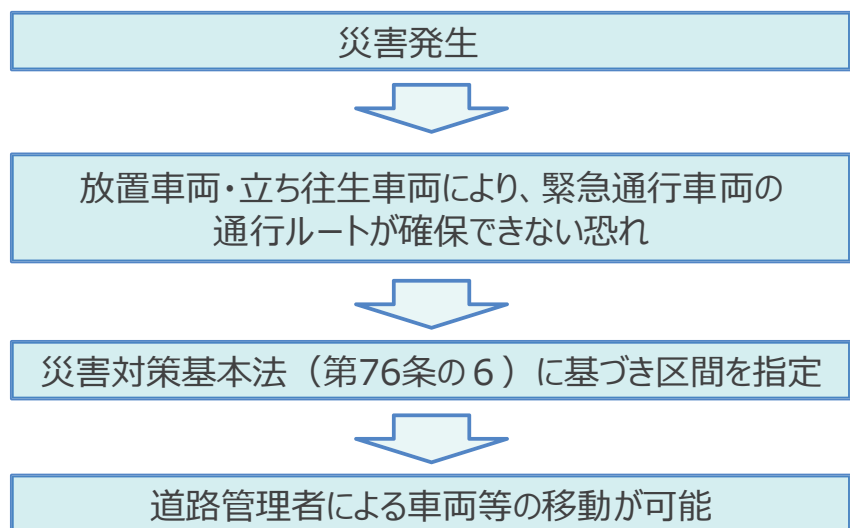 災害発生
放置車両・立ち往生車両により、緊急通行車両の
通行ルートが確保できない恐れ
災害対策基本法（第76条の６）に基づき区間を指定
道路管理者による車両等の移動が可能